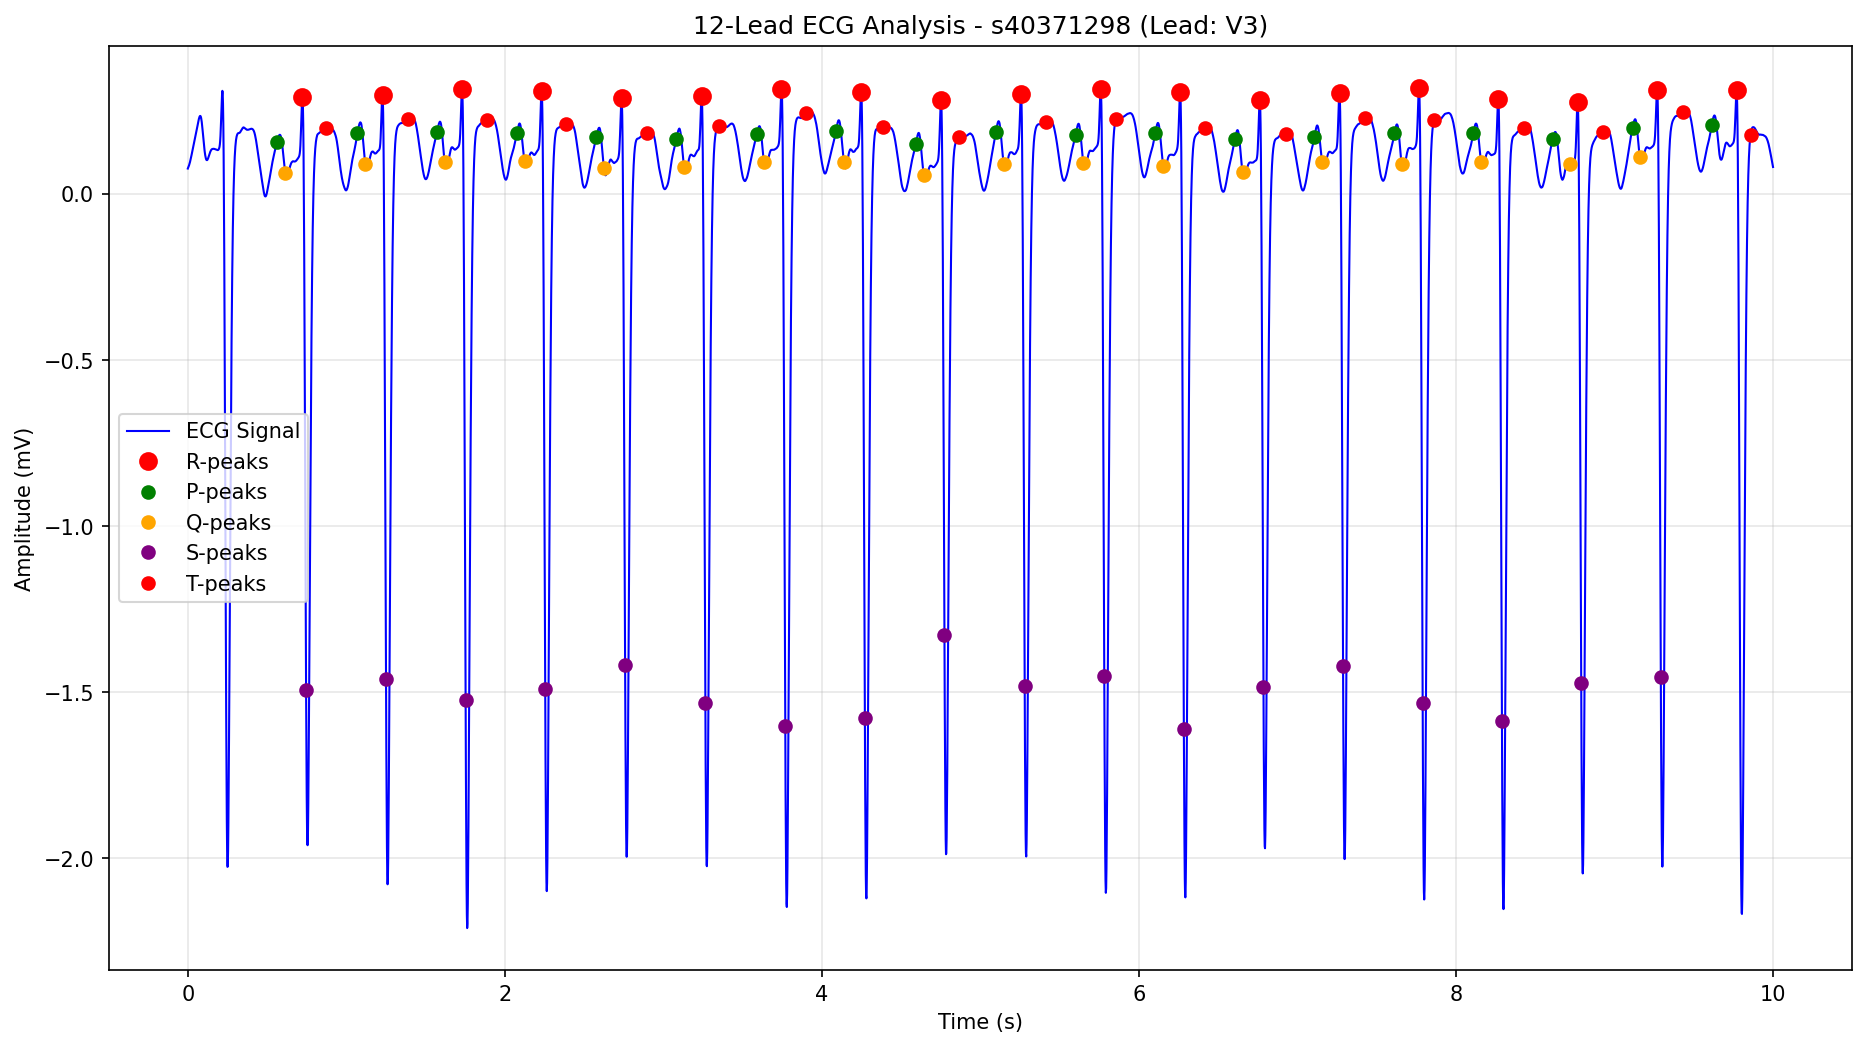 12-Lead ECG Analysis - s40371298 (Lead: V3)
Amplitude (mV)
0.0
−0.5
−1.0
−1.5
−2.0
ECG Signal
R-peaks
P-peaks
Q-peaks
S-peaks
T-peaks
0 2 4 6 8 10
Time (s)